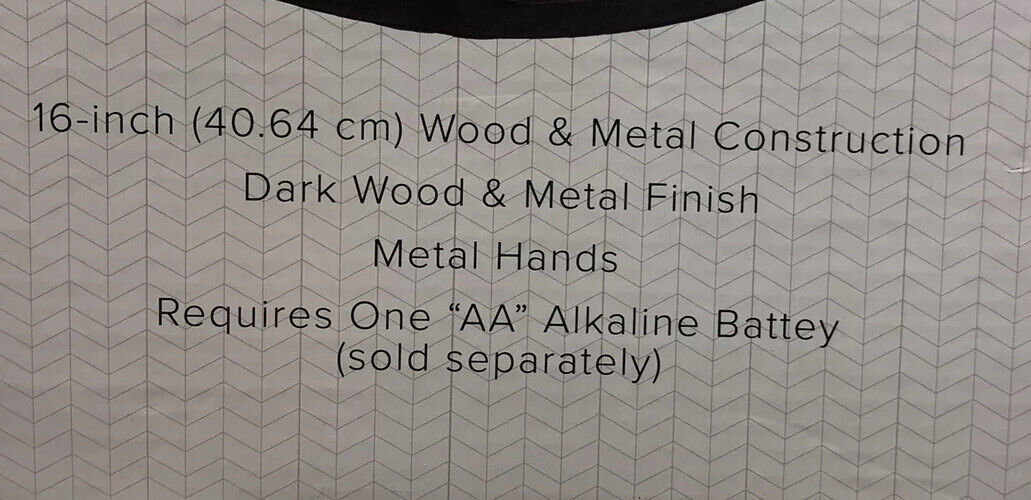 16-inch (40.64 cm) Wood & Metal Construction
Dark Wood & Metal Finish
Metal Hands
Requires One “AA” Alkaline Battey
(sold separately)